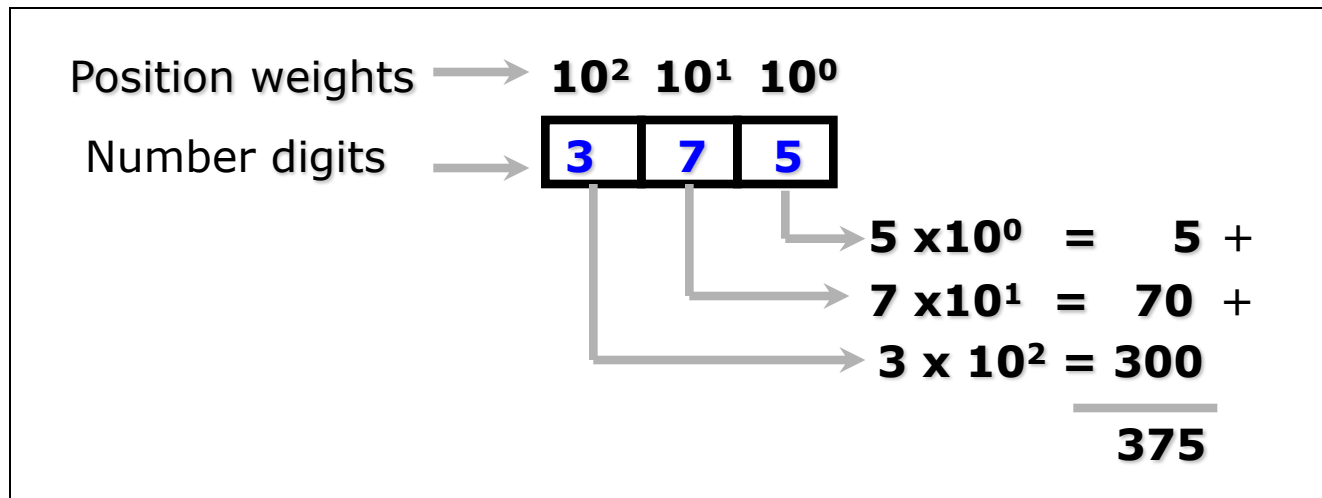 Position weights 10² 10¹ 10⁰
Number digits 3 7 5
5 x10⁰ = 5 +
7 x10¹ = 70 +
3 x 10² = 300
375